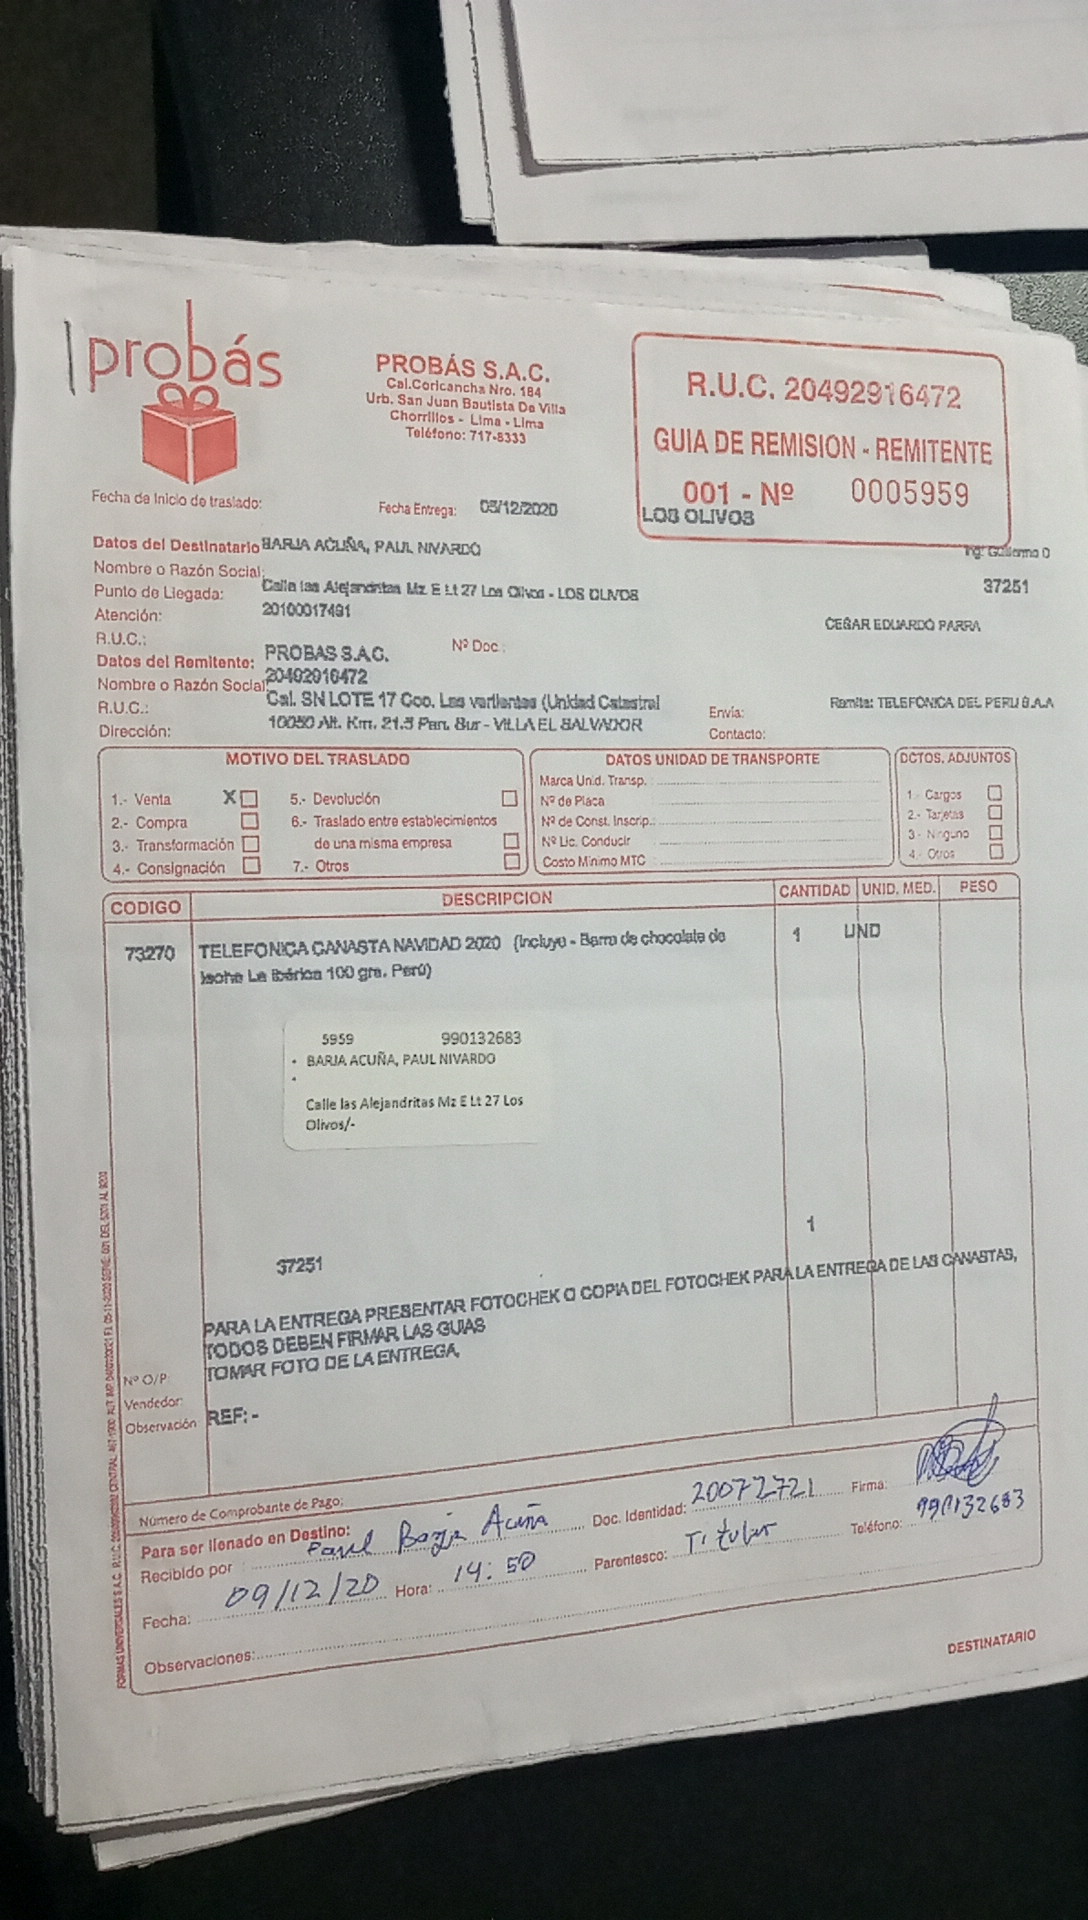 probás
PROBÁS S.A.C.
Cal.Coricancha Nro. 184
Urb. San Juan Bautista De Villa
Chorrillos - Lima - Lima
Teléfono: 717-8333
R.U.C. 20492916472
GUIA DE REMISION - REMITENTE
001 - Nº 0005959
LOS OLIVOS
Fecha de Inicio de traslado:
Fecha Entrega: 05/12/2020
Datos del Destinatario BARJA ACUÑA, PAUL NIVARDO
Ing. Guillermo D
Nombre o Razón Social:
Punto de Llegada: Calle las Alejandritas Mz E Lt 27 Los Olivos - LOS OLIVOS
37251
Atención: 20100017491
CESAR EDUARDO PARRA
R.U.C.: Nº Doc.:
Datos del Remitente: PROBAS S.A.C.
Nombre o Razón Social 20492916472
R.U.C.: Cal. SN LOTE 17 Coo. Las vertientes (Unidad Catastral
Envia: Remite: TELEFONICA DEL PERU S.A.A
Dirección: 10050 Alt. Km. 21.5 Pan. Sur - VILLA EL SALVADOR
Contacto:
MOTIVO DEL TRASLADO
1.- Venta X
2.- Compra
3.- Transformación
4.- Consignación
5.- Devolución
6.- Traslado entre establecimientos
de una misma empresa
7.- Otros
DATOS UNIDAD DE TRANSPORTE
Marca Unid. Transp.
Nº de Placa
Nº de Const. Inscrip.:
Nº Lic. Conducir
Costo Mínimo MTC
DCTOS. ADJUNTOS
1.- Cargos
2.- Tarjetas
3.- Ninguno
4.- Otros
CODIGO DESCRIPCION CANTIDAD UNID. MED. PESO
73270 TELEFONICA CANASTA NAVIDAD 2020 (Incluye - Barra de chocolate de 1 UND
leche La Ibérica 100 grs. Perú)
5959 990132683
BARJA ACUÑA, PAUL NIVARDO
Calle las Alejandritas Mz E Lt 27 Los
Olivos/-
1
37251
PARA LA ENTREGA PRESENTAR FOTOCHEK O COPIA DEL FOTOCHEK PARA LA ENTREGA DE LAS CANASTAS,
TODOS DEBEN FIRMAR LAS GUIAS
TOMAR FOTO DE LA ENTREGA.
Nº O/P:
Vendedor:
Observación REF: -
Número de Comprobante de Pago:
Para ser llenado en Destino:
Recibido por Paul Barja Acuña Doc. Identidad: 20072721 Firma:
Fecha: 09/12/20 Hora: 14:50 Parentesco: Titular Teléfono: 990132683
Observaciones:
DESTINATARIO